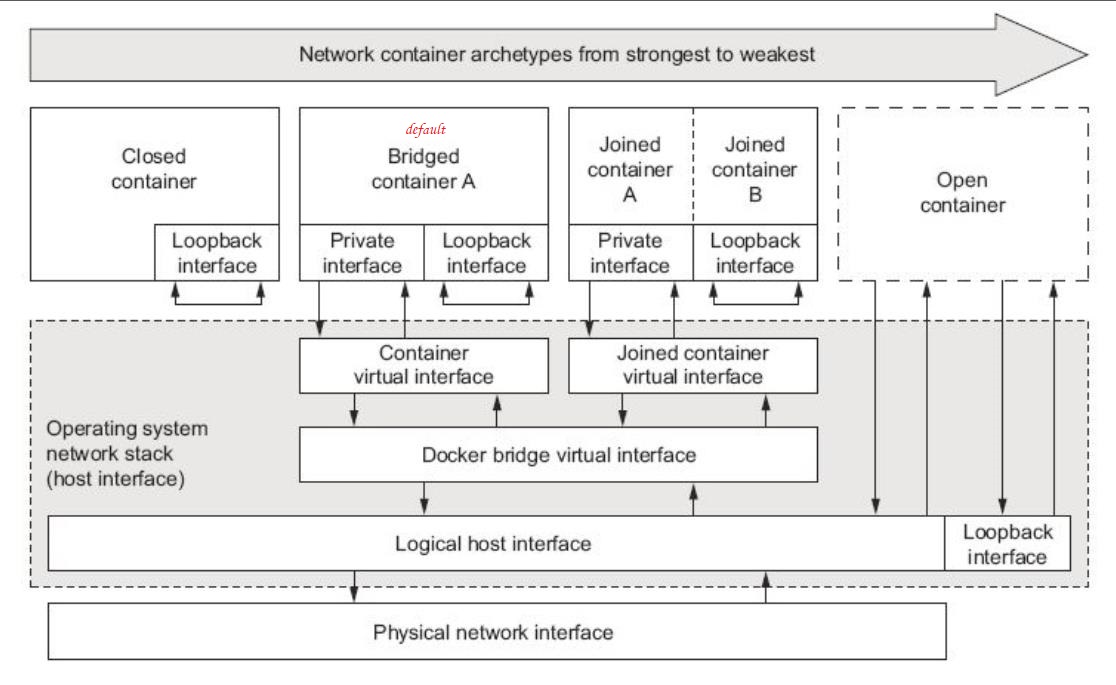 Network container archetypes from strongest to weakest
Closed
container
Loopback
interface
default
Bridged
container A
Private
interface
Loopback
interface
Joined
container
A
Joined
container
B
Private
interface
Loopback
interface
Open
container
Container
virtual interface
Joined container
virtual interface
Operating system
network stack
(host interface)
Docker bridge virtual interface
Logical host interface
Loopback
interface
Physical network interface